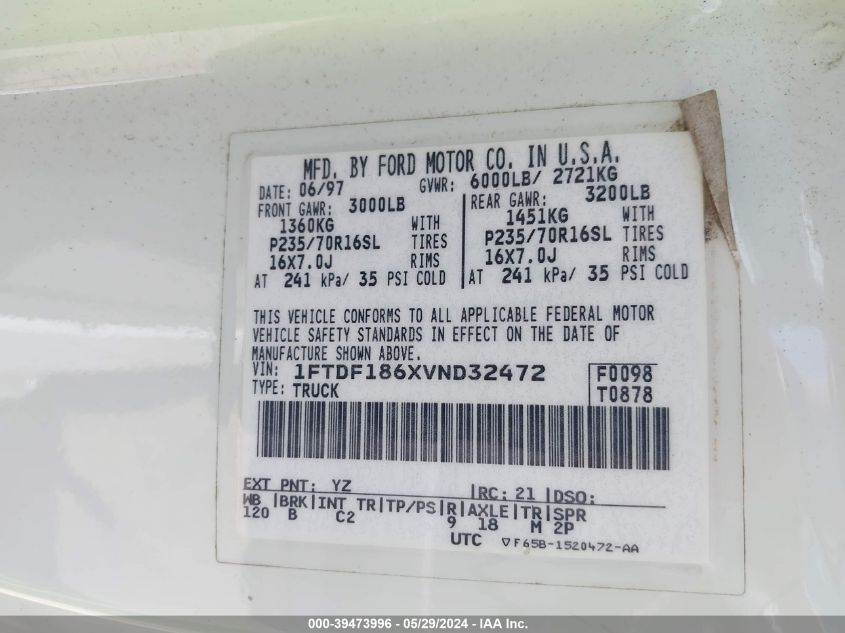 MFD. BY FORD MOTOR CO. IN U.S.A.
DATE: 06/97 GVWR: 6000LB/ 2721KG
FRONT GAWR: 3000LB REAR GAWR: 3200LB
1360KG WITH 1451KG WITH
P235/70R16SL TIRES P235/70R16SL TIRES
16X7.0J RIMS 16X7.0J RIMS
AT 241 kPa/ 35 PSI COLD AT 241 kPa/ 35 PSI COLD
THIS VEHICLE CONFORMS TO ALL APPLICABLE FEDERAL MOTOR
VEHICLE SAFETY STANDARDS IN EFFECT ON THE DATE OF
MANUFACTURE SHOWN ABOVE.
VIN: 1FTDF186XVND32472 F0098
TYPE: TRUCK T0878
EXT PNT: YZ RC: 21 DSO:
WB BRK INT TR TP/PS R AXLE TR SPR
120 B C2 9 18 M 2P
UTC ▽F65B-1520472-AA
000-39473996 - 05/29/2024 - IAA Inc.